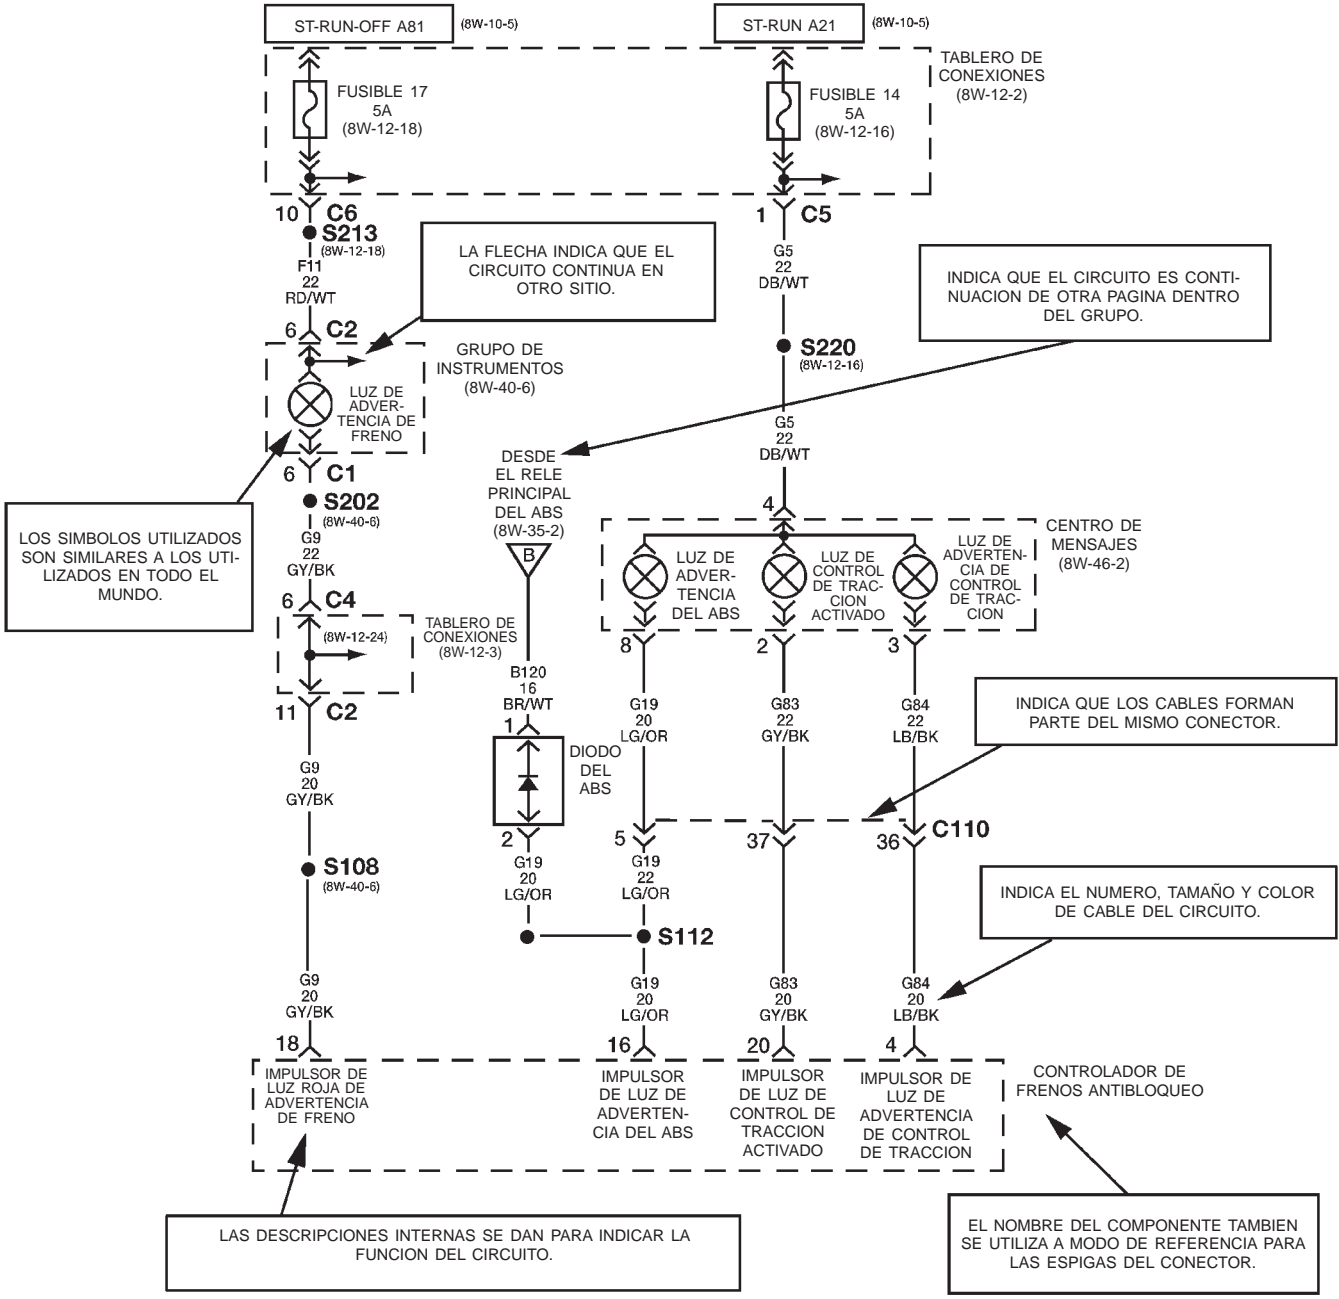 ST-RUN-OFF A81
(8W-10-5)
ST-RUN A21
(8W-10-5)
TABLERO DE
CONEXIONES
(8W-12-2)
FUSIBLE 17
5A
(8W-12-18)
FUSIBLE 14
5A
(8W-12-16)
10 C6
S213
(8W-12-18)
F11
22
RD/WT
6 C2
1 C5
G5
22
DB/WT
LA FLECHA INDICA QUE EL
CIRCUITO CONTINUA EN
OTRO SITIO.
INDICA QUE EL CIRCUITO ES CONTI-
NUACION DE OTRA PAGINA DENTRO
DEL GRUPO.
S220
(8W-12-16)
G5
22
DB/WT
4
GRUPO DE
INSTRUMENTOS
(8W-40-6)
LUZ DE
ADVER-
TENCIA DE
FRENO
6 C1
S202
(8W-40-6)
G9
22
GY/BK
6 C4
LOS SIMBOLOS UTILIZADOS
SON SIMILARES A LOS UTI-
LIZADOS EN TODO EL
MUNDO.
DESDE
EL RELE
PRINCIPAL
DEL ABS
(8W-35-2)
B
CENTRO DE
MENSAJES
(8W-46-2)
LUZ DE
ADVER-
TENCIA
DEL ABS
LUZ DE
CONTROL
DE TRAC-
CION
ACTIVADO
LUZ DE
ADVERTEN-
CIA DE
CONTROL
DE TRAC-
CION
8
2
3
(8W-12-24)
TABLERO DE
CONEXIONES
(8W-12-3)
11 C2
B120
16
BR/WT
1
DIODO
DEL
ABS
2
G19
20
LG/OR
G19
20
LG/OR
G83
22
GY/BK
G84
22
LB/BK
INDICA QUE LOS CABLES FORMAN
PARTE DEL MISMO CONECTOR.
5
37
36
C110
G9
20
GY/BK
S108
(8W-40-6)
G19
22
LG/OR
S112
INDICA EL NUMERO, TAMAÑO Y COLOR
DE CABLE DEL CIRCUITO.
G9
20
GY/BK
G19
20
LG/OR
G83
20
GY/BK
G84
20
LB/BK
18
16
20
4
IMPULSOR DE
LUZ ROJA DE
ADVERTENCIA
DE FRENO
IMPULSOR
DE LUZ DE
ADVERTEN-
CIA DEL ABS
IMPULSOR
DE LUZ DE
CONTROL DE
TRACCION
ACTIVADO
IMPULSOR DE
LUZ DE
ADVERTENCIA
DE CONTROL
DE TRACCION
CONTROLADOR DE
FRENOS ANTIBLOQUEO
LAS DESCRIPCIONES INTERNAS SE DAN PARA INDICAR LA
FUNCION DEL CIRCUITO.
EL NOMBRE DEL COMPONENTE TAMBIEN
SE UTILIZA A MODO DE REFERENCIA PARA
LAS ESPIGAS DEL CONECTOR.